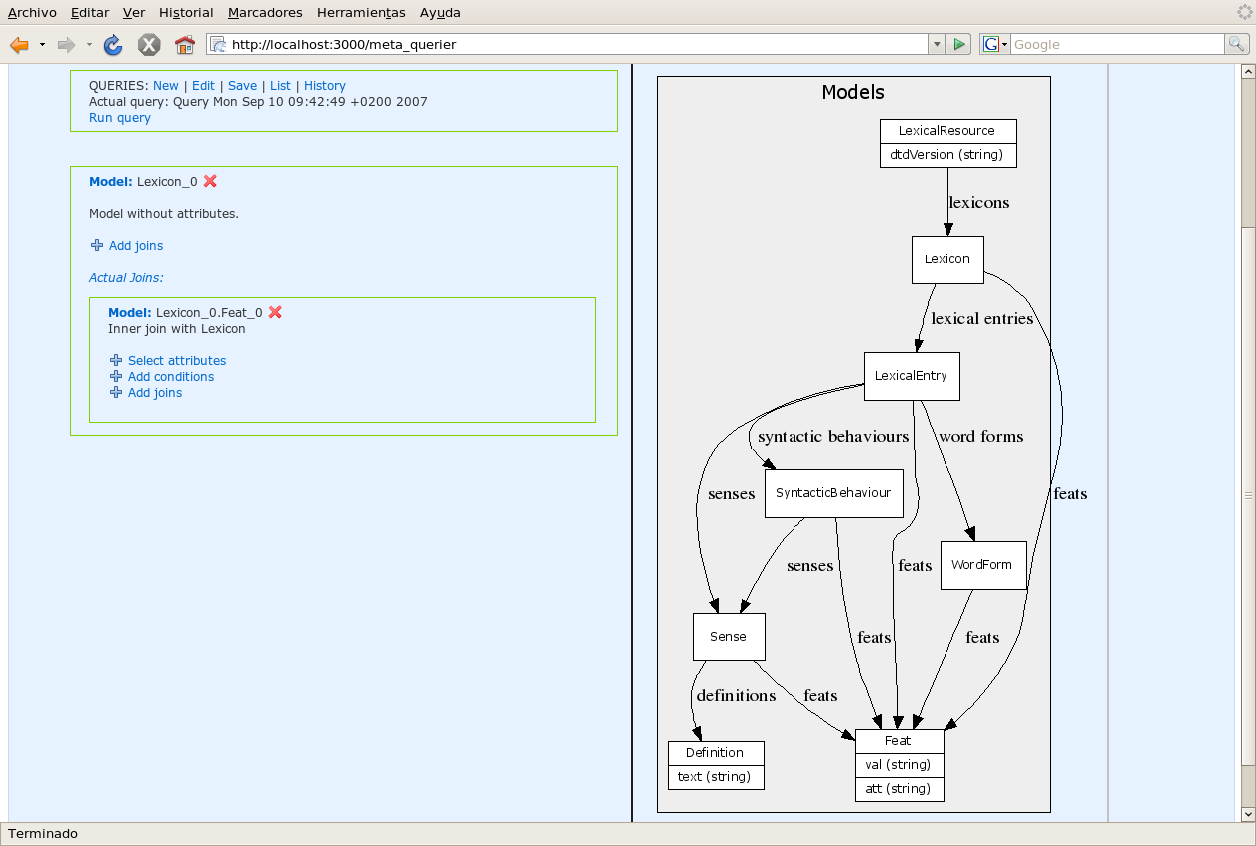 Archivo Editar Ver Historial Marcadores Herramientas Ayuda
http://localhost:3000/meta_querier
G Google
QUERIES: New | Edit | Save | List | History
Actual query: Query Mon Sep 10 09:42:49 +0200 2007
Run query
Model: Lexicon_0
Model without attributes.
Add joins
Actual Joins:
Model: Lexicon_0.Feat_0
Inner join with Lexicon
Select attributes
Add conditions
Add joins
Models
LexicalResource
dtdVersion (string)
lexicons
Lexicon
lexical entries
LexicalEntry
syntactic behaviours
word forms
senses
SyntacticBehaviour
feats
senses
feats
WordForm
Sense
feats
feats
definitions
feats
Definition
text (string)
Feat
val (string)
att (string)
Terminado